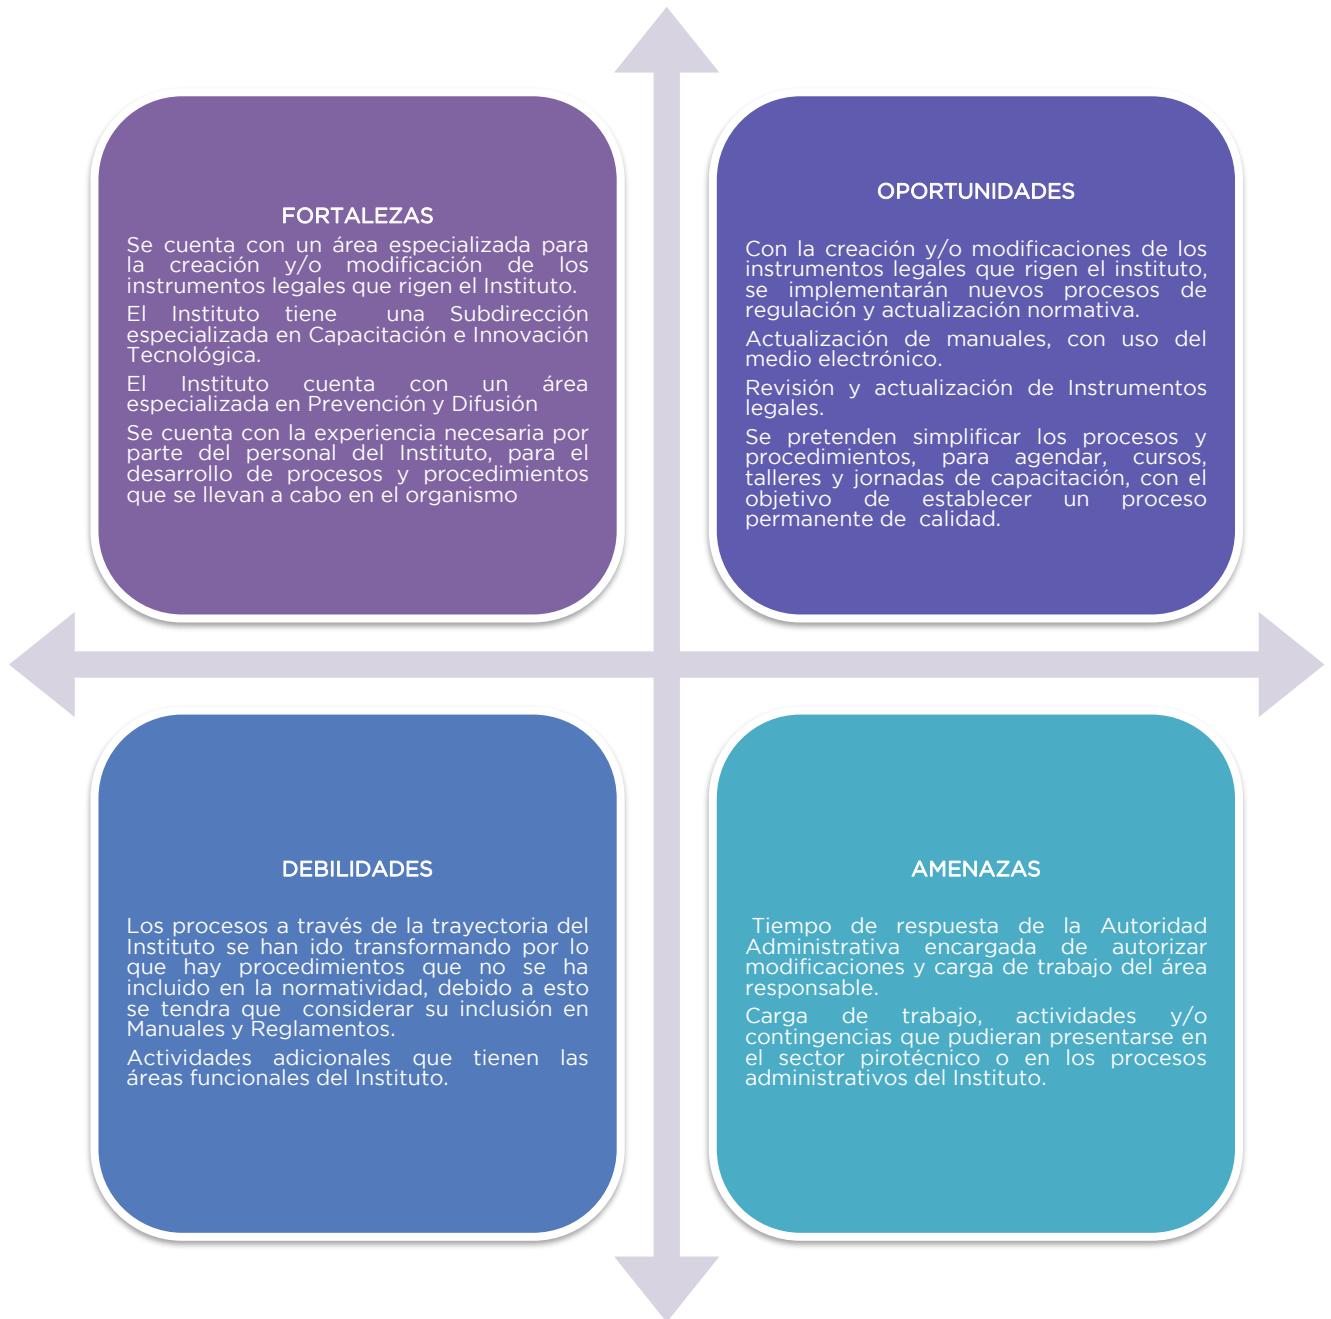 FORTALEZAS
Se cuenta con un área especializada para
la creación y/o modificación de los
instrumentos legales que rigen el Instituto.
El Instituto tiene una Subdirección
especializada en Capacitación e Innovación
Tecnológica.
El Instituto cuenta con un área
especializada en Prevención y Difusión
Se cuenta con la experiencia necesaria por
parte del personal del Instituto, para el
desarrollo de procesos y procedimientos
que se llevan a cabo en el organismo
OPORTUNIDADES
Con la creación y/o modificaciones de los
instrumentos legales que rigen el instituto,
se implementarán nuevos procesos de
regulación y actualización normativa.
Actualización de manuales, con uso del
medio electrónico.
Revisión y actualización de Instrumentos
legales.
Se pretenden simplificar los procesos y
procedimientos, para agendar, cursos,
talleres y jornadas de capacitación, con el
objetivo de establecer un proceso
permanente de calidad.
DEBILIDADES
Los procesos a través de la trayectoria del
Instituto se han ido transformando por lo
que hay procedimientos que no se ha
incluido en la normatividad, debido a esto
se tendra que considerar su inclusión en
Manuales y Reglamentos.
Actividades adicionales que tienen las
áreas funcionales del Instituto.
AMENAZAS
Tiempo de respuesta de la Autoridad
Administrativa encargada de autorizar
modificaciones y carga de trabajo del área
responsable.
Carga de trabajo, actividades y/o
contingencias que pudieran presentarse en
el sector pirotécnico o en los procesos
administrativos del Instituto.